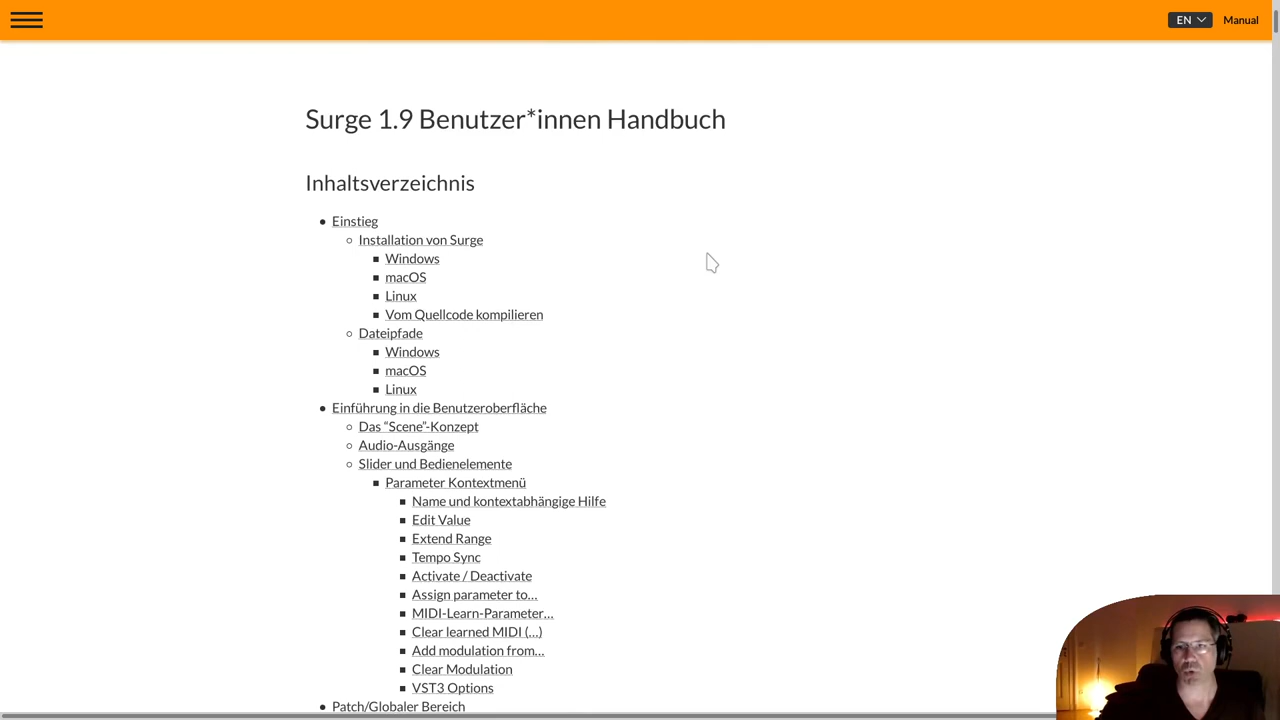 EN
Manual
Surge 1.9 Benutzer*innen Handbuch
Inhaltsverzeichnis
Einstieg
Installation von Surge
Windows
macOS
Linux
Vom Quellcode kompilieren
Dateipfade
Windows
macOS
Linux
Einführung in die Benutzeroberfläche
Das “Scene”-Konzept
Audio-Ausgänge
Slider und Bedienelemente
Parameter Kontextmenü
Name und kontextabhängige Hilfe
Edit Value
Extend Range
Tempo Sync
Activate / Deactivate
Assign parameter to…
MIDI-Learn-Parameter…
Clear learned MIDI (…)
Add modulation from…
Clear Modulation
VST3 Options
Patch/Globaler Bereich